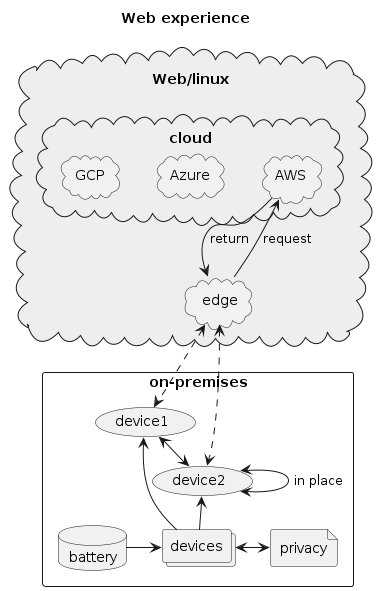 Web experience
Web/linux
cloud
GCP
Azure
AWS
return
request
edge
on-premises
device1
device2
in place
devices
battery
privacy